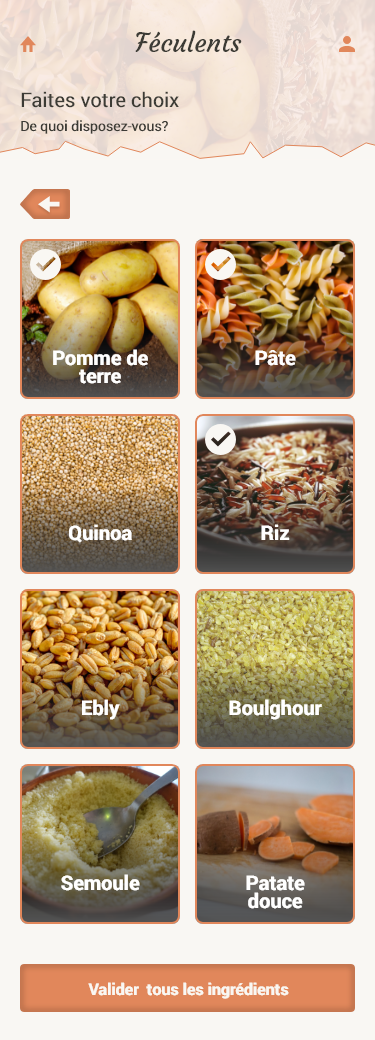 Féculents
Faites votre choix
De quoi disposez-vous?
Pomme de
terre
Pâte
Quinoa
Riz
Ebly
Boulghour
Semoule
Patate
douce
Valider tous les ingrédients